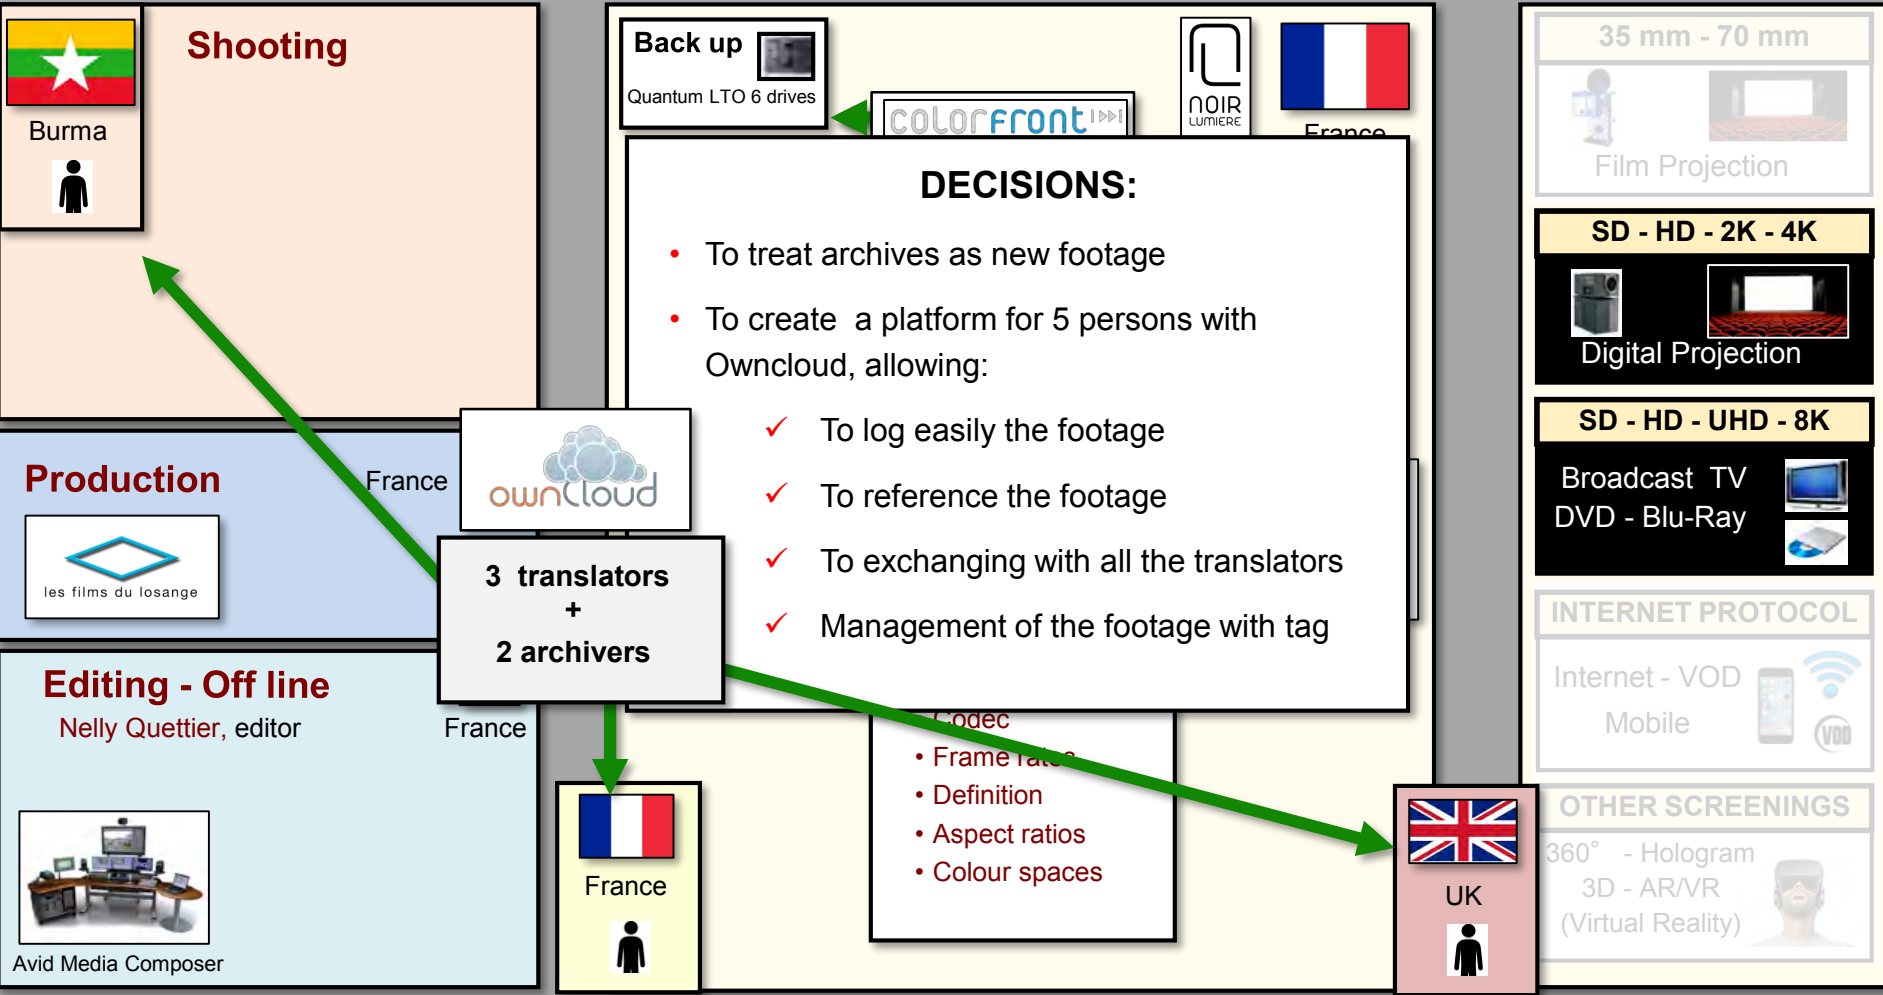 Shooting
Burma
Production
France
les films du losange
ownCloud
3 translators
+
2 archivers
Editing - Off line
Nelly Quettier, editor
France
Avid Media Composer
Back up
Quantum LTO 6 drives
colorfront
NOIR
LUMIERE
France
DECISIONS:
• To treat archives as new footage
• To create a platform for 5 persons with
Owncloud, allowing:
✓ To log easily the footage
✓ To reference the footage
✓ To exchanging with all the translators
✓ Management of the footage with tag
• Codec
• Frame rates
• Definition
• Aspect ratios
• Colour spaces
France
UK
35 mm - 70 mm
Film Projection
SD - HD - 2K - 4K
Digital Projection
SD - HD - UHD - 8K
Broadcast TV
DVD - Blu-Ray
INTERNET PROTOCOL
Internet - VOD
Mobile
VOD
OTHER SCREENINGS
360° - Hologram
3D - AR/VR
(Virtual Reality)